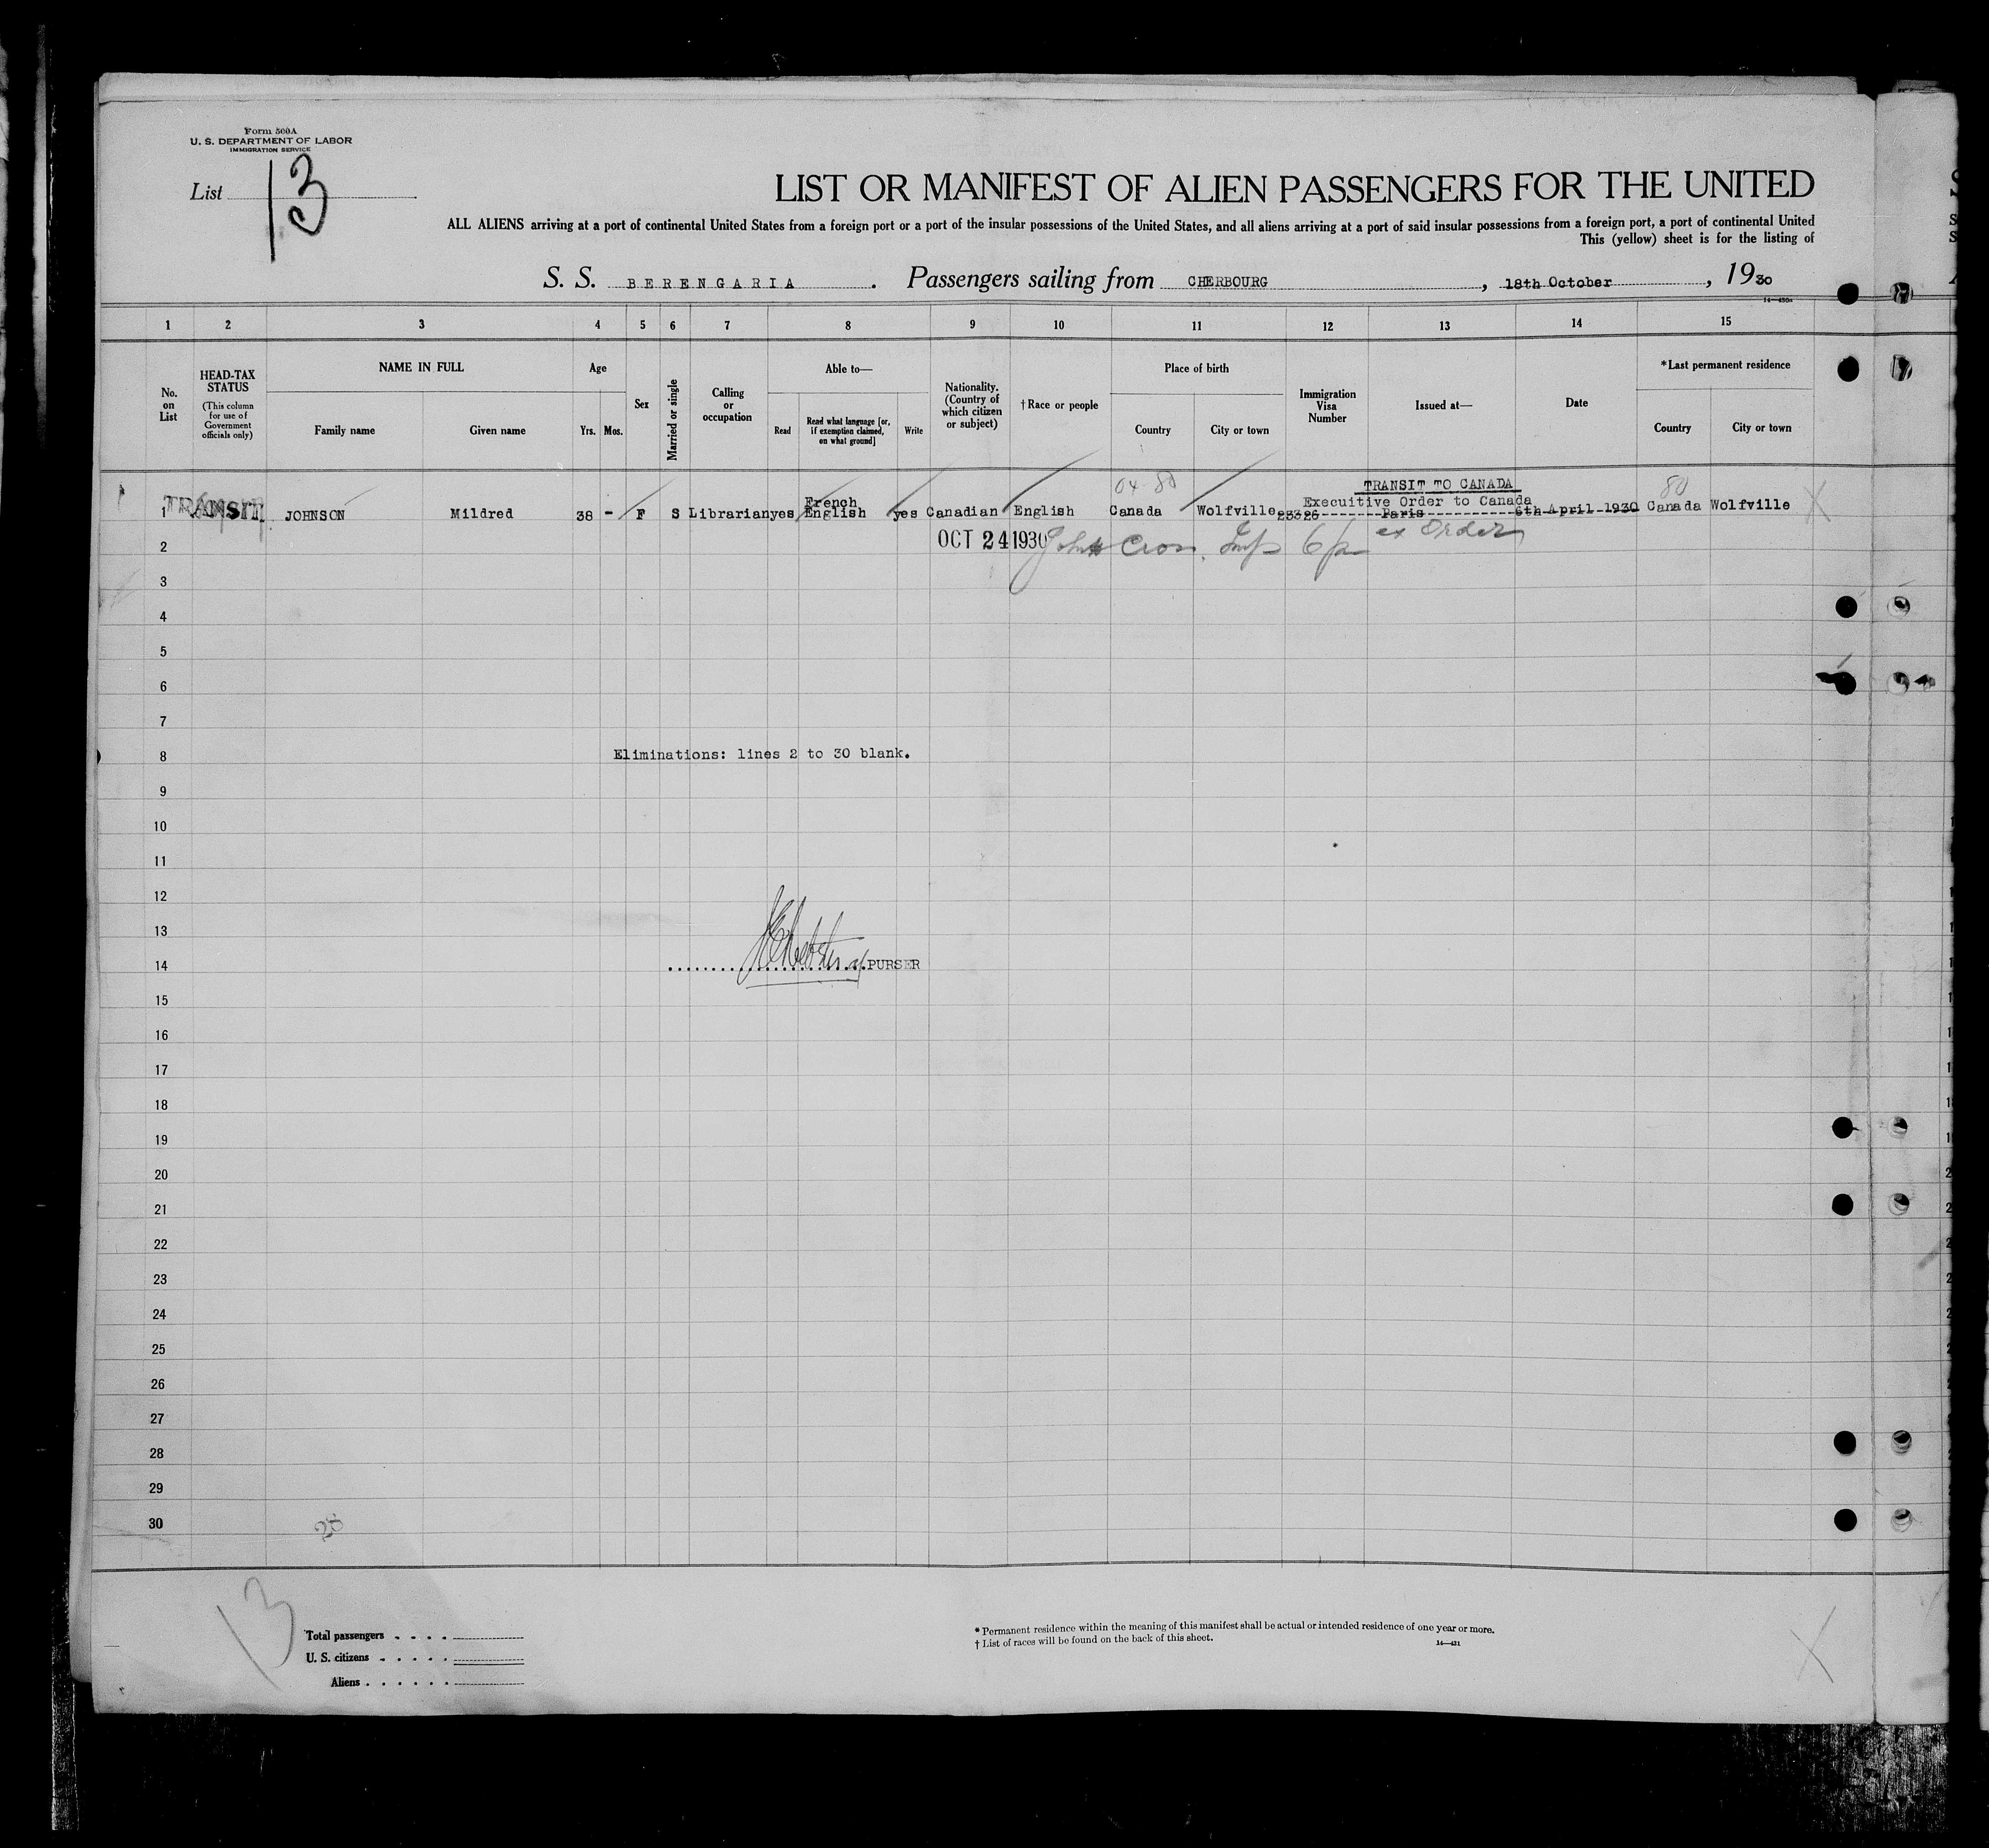 Form 500A
U. S. DEPARTMENT OF LABOR
IMMIGRATION SERVICE
List 13
LIST OR MANIFEST OF ALIEN PASSENGERS FOR THE UNITED
ALL ALIENS arriving at a port of continental United States from a foreign port or a port of the insular possessions of the United States, and all aliens arriving at a port of said insular possessions from a foreign port, a port of continental United
This (yellow) sheet is for the listing of
S. S. BERENGARIA. Passengers sailing from CHERBOURG, 18th October, 1930
1 2 3 4 5 6 7 8 9 10 11 12 13 14 15
No. on List
HEAD-TAX STATUS
(This column for use of Government officials only)
NAME IN FULL
Family name Given name
Age
Yrs. Mos.
Sex
Married or single
Calling or occupation
Able to—
Read
Read what language [or, if exemption claimed, on what ground]
Write
Nationality. (Country of which citizen or subject)
†Race or people
Place of birth
Country City or town
Immigration Visa Number
Issued at—
Date
*Last permanent residence
Country City or town
04-80
TRANSIT TO CANADA
80
French
Executive Order to Canada
1 TRANSIT JOHNSON Mildred 38 - F S Librarian yes English yes Canadian English Canada Wolfville Paris 6th April 1930 Canada Wolfville
2 OCT 24 1930 ex Order
3
4
5
6
7
8 Eliminations: lines 2 to 30 blank.
9
10
11
12
13
14 PURSER
15
16
17
18
19
20
21
22
23
24
25
26
27
28
29
30
13
Total passengers
U. S. citizens
Aliens
* Permanent residence within the meaning of this manifest shall be actual or intended residence of one year or more.
† List of races will be found on the back of this sheet.
14—431